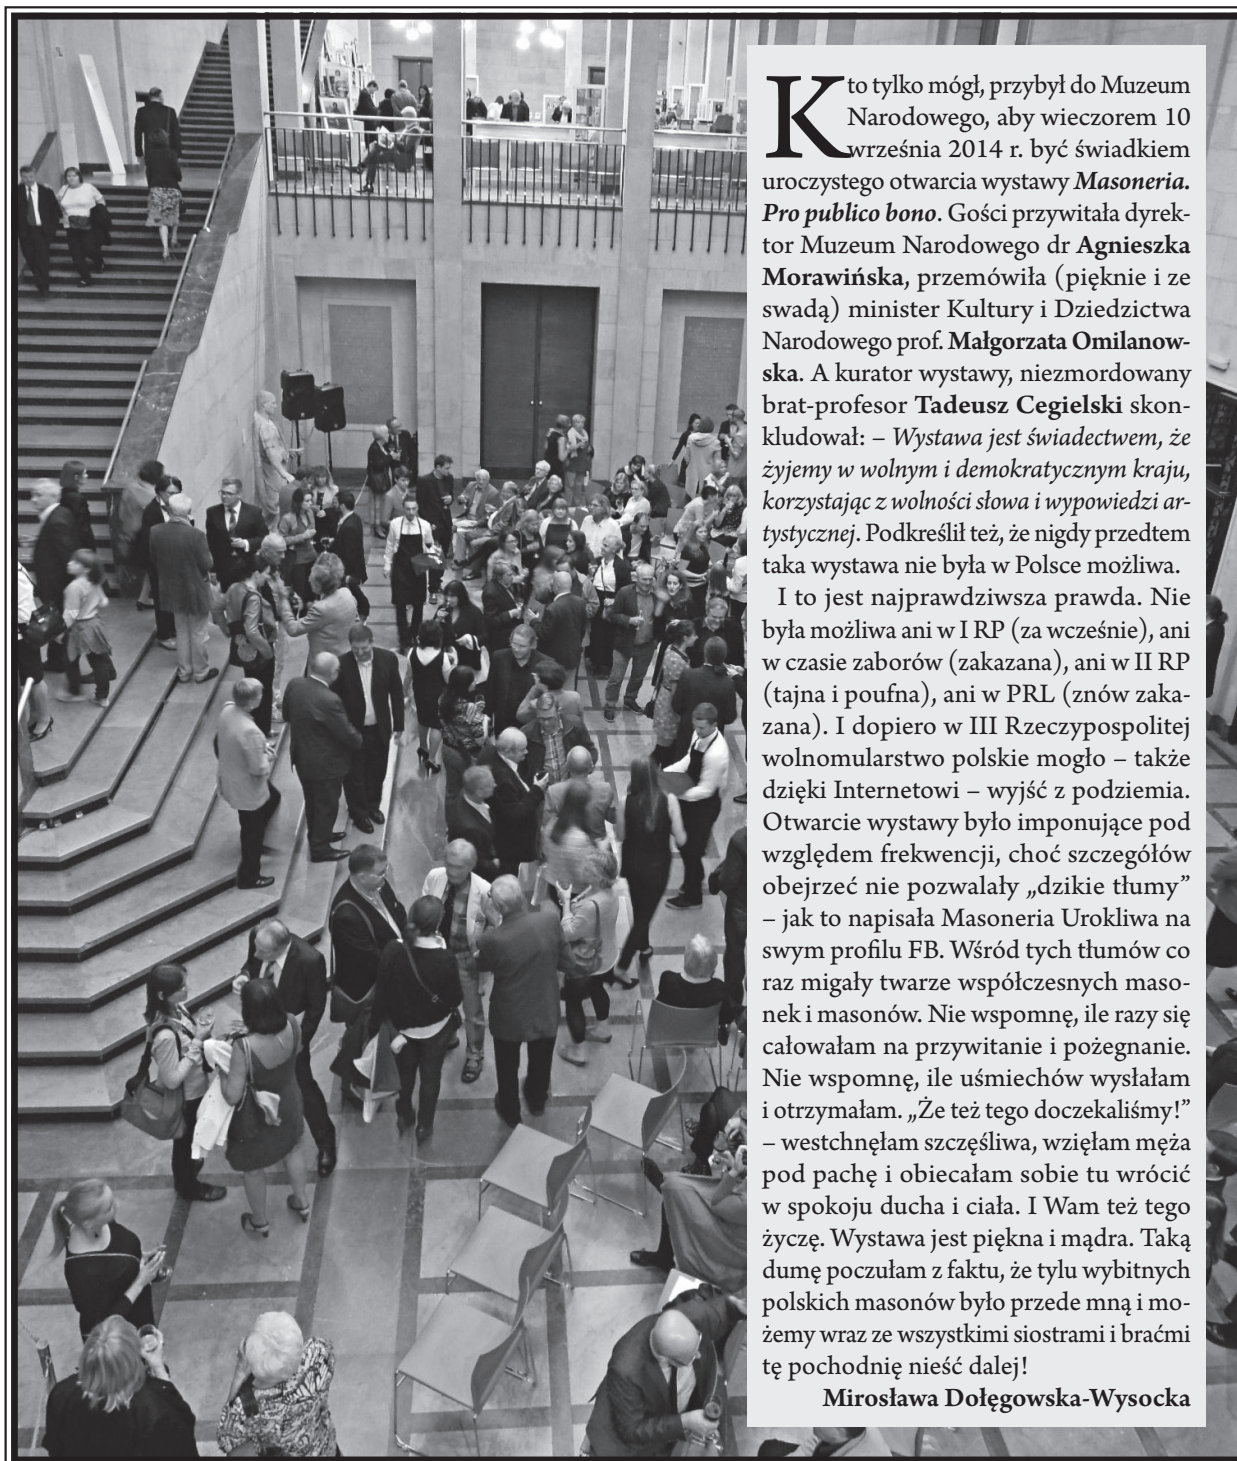 Kto tylko mógł, przybył do Muzeum
Narodowego, aby wieczorem 10
września 2014 r. być świadkiem
uroczystego otwarcia wystawy Masoneria.
Pro publico bono. Gości przywitała dyrek-
tor Muzeum Narodowego dr Agnieszka
Morawińska, przemówiła (pięknie i ze
swadą) minister Kultury i Dziedzictwa
Narodowego prof. Małgorzata Omilanow-
ska. A kurator wystawy, niezmordowany
brat-profesor Tadeusz Cegielski skon-
kludował: – Wystawa jest świadectwem, że
żyjemy w wolnym i demokratycznym kraju,
korzystając z wolności słowa i wypowiedzi ar-
tystycznej. Podkreślił też, że nigdy przedtem
taka wystawa nie była w Polsce możliwa.
I to jest najprawdziwsza prawda. Nie
była możliwa ani w I RP (za wcześnie), ani
w czasie zaborów (zakazana), ani w II RP
(tajna i poufna), ani w PRL (znów zaka-
zana). I dopiero w III Rzeczypospolitej
wolnomularstwo polskie mogło – także
dzięki Internetowi – wyjść z podziemia.
Otwarcie wystawy było imponujące pod
względem frekwencji, choć szczegółów
obejrzeć nie pozwalały „dzikie tłumy”
– jak to napisała Masoneria Urokliwa na
swym profilu FB. Wśród tych tłumów co
raz migały twarze współczesnych maso-
nek i masonów. Nie wspomnę, ile razy się
całowałam na przywitanie i pożegnanie.
Nie wspomnę, ile uśmiechów wysłałam
i otrzymałam. „Że też tego doczekaliśmy!”
– westchnęłam szczęśliwa, wzięłam męża
pod pachę i obiecałam sobie tu wrócić
w spokoju ducha i ciała. I Wam też tego
życzę. Wystawa jest piękna i mądra. Taką
dumę poczułam z faktu, że tylu wybitnych
polskich masonów było przede mną i mo-
żemy wraz ze wszystkimi siostrami i braćmi
tę pochodnię nieść dalej!
Mirosława Dołęgowska-Wysocka